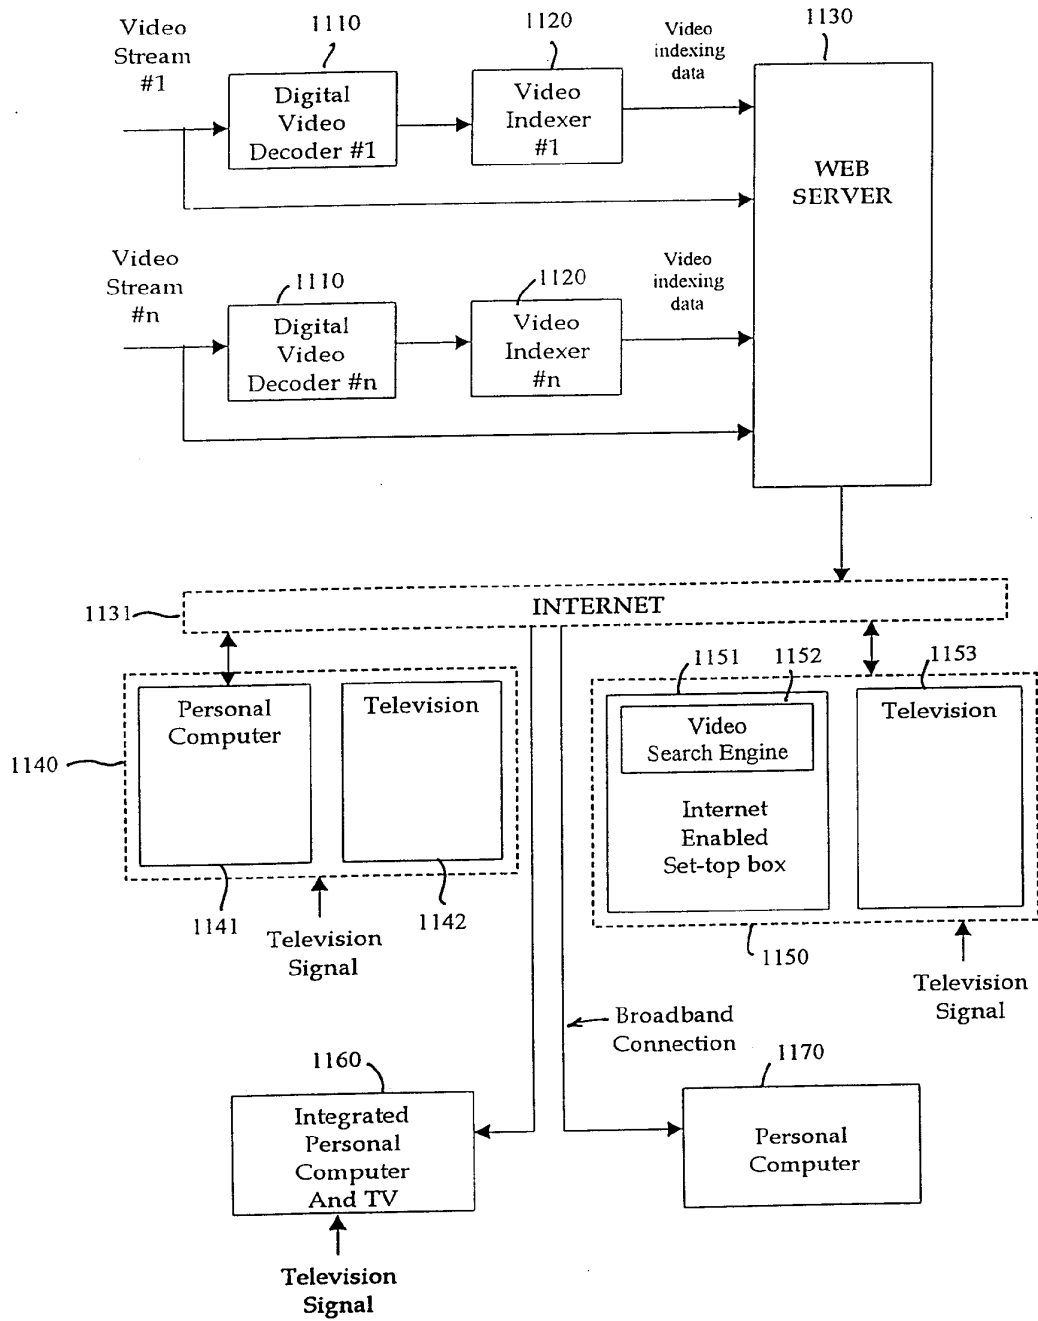 Video
Stream
#1
1110
1120
Video
indexing
data
1130
Digital
Video
Decoder #1
Video
Indexer
#1
WEB
SERVER
Video
Stream
#n
1110
1120
Video
indexing
data
Digital
Video
Decoder #n
Video
Indexer
#n
1131
INTERNET
1140
Personal
Computer
Television
1151
1152
1153
Video
Search Engine
Internet
Enabled
Set-top box
Television
1141
Television
Signal
1142
1150
Television
Signal
Broadband
Connection
1160
1170
Integrated
Personal
Computer
And TV
Personal
Computer
Television
Signal